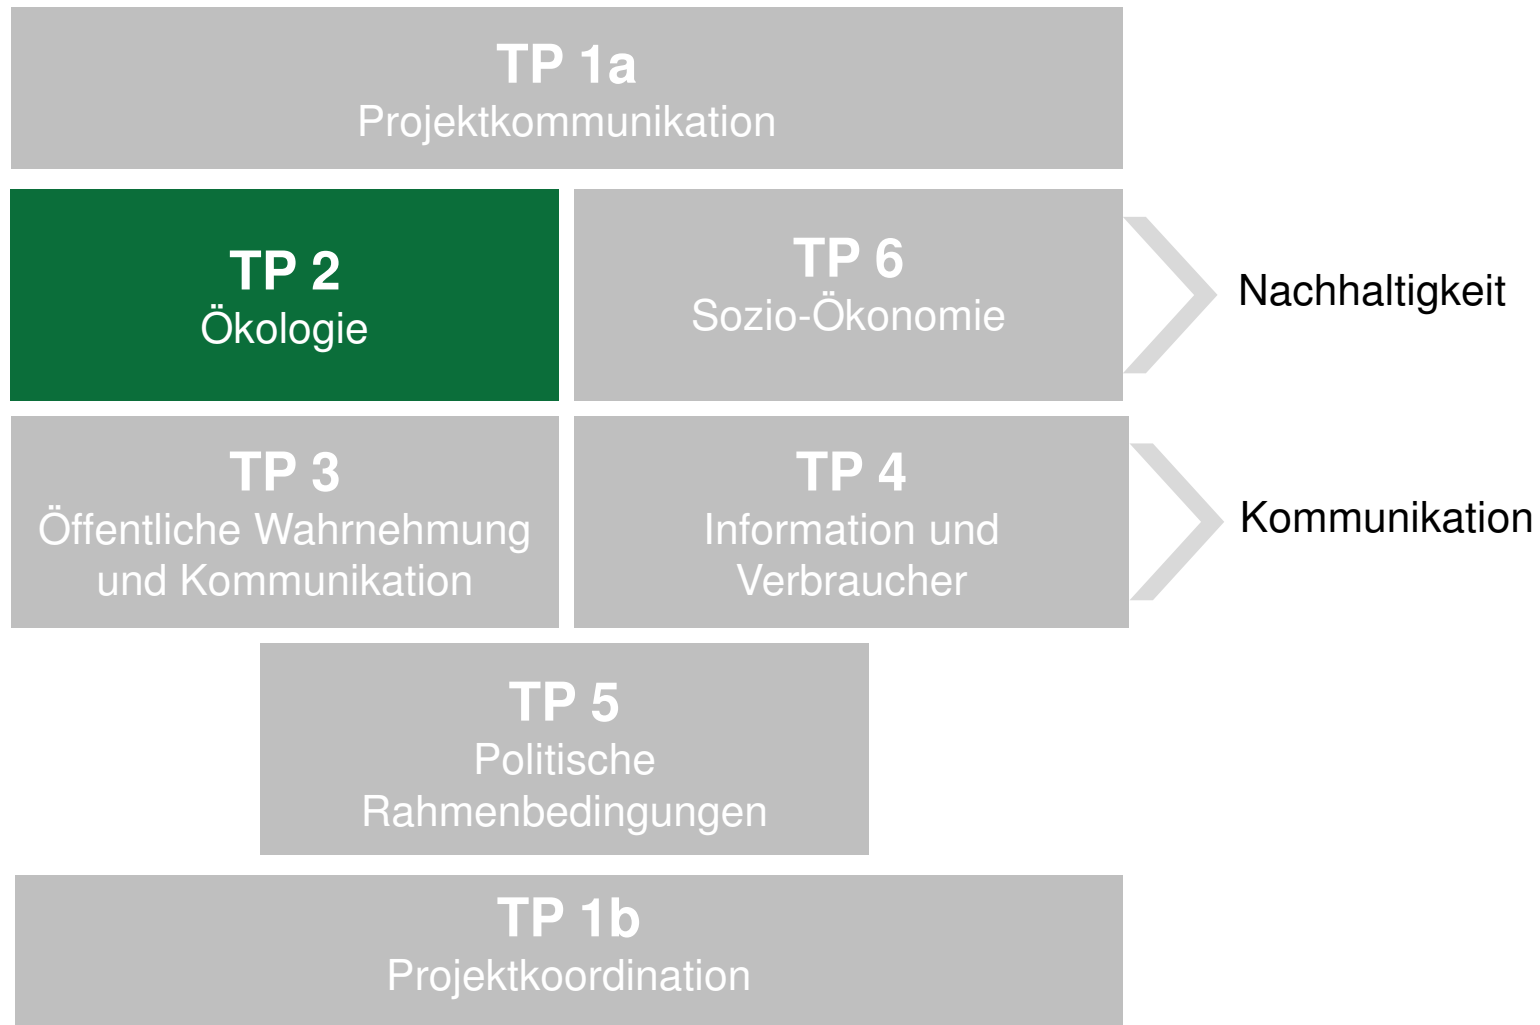 TP 1a
Projektkommunikation
TP 2
Ökologie
TP 6
Sozio-Ökonomie
Nachhaltigkeit
TP 3
Öffentliche Wahrnehmung
und Kommunikation
TP 4
Information und
Verbraucher
Kommunikation
TP 5
Politische
Rahmenbedingungen
TP 1b
Projektkoordination